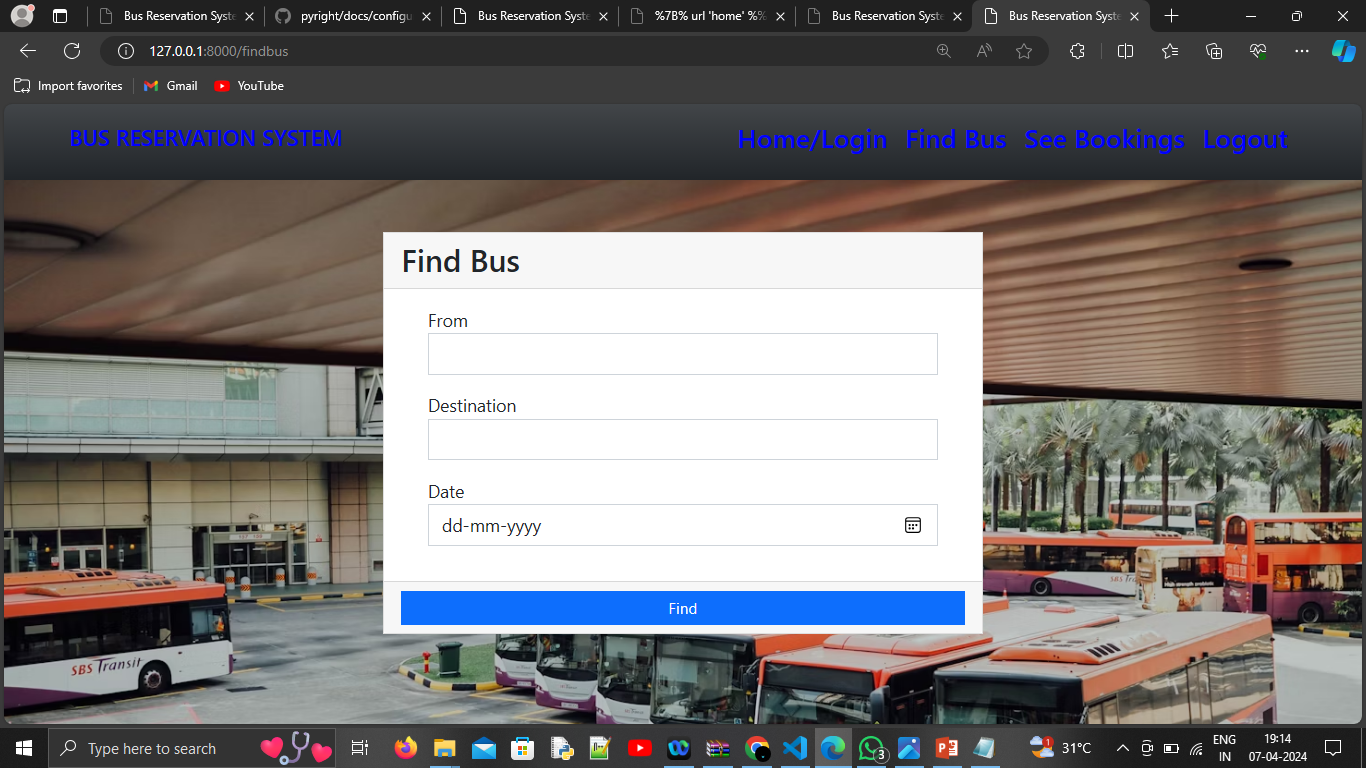 Bus Reservation Syste
pyright/docs/configu
Bus Reservation Syste
%7B% url 'home' %%
Bus Reservation Syste
Bus Reservation Syste
127.0.0.1:8000/findbus
Import favorites
Gmail
YouTube
BUS RESERVATION SYSTEM
Home/Login Find Bus See Bookings Logout
Find Bus
From
Destination
Date
dd-mm-yyyy
Find
SBS Transit
Type here to search
3
1
31°C
ENG
IN
19:14
07-04-2024